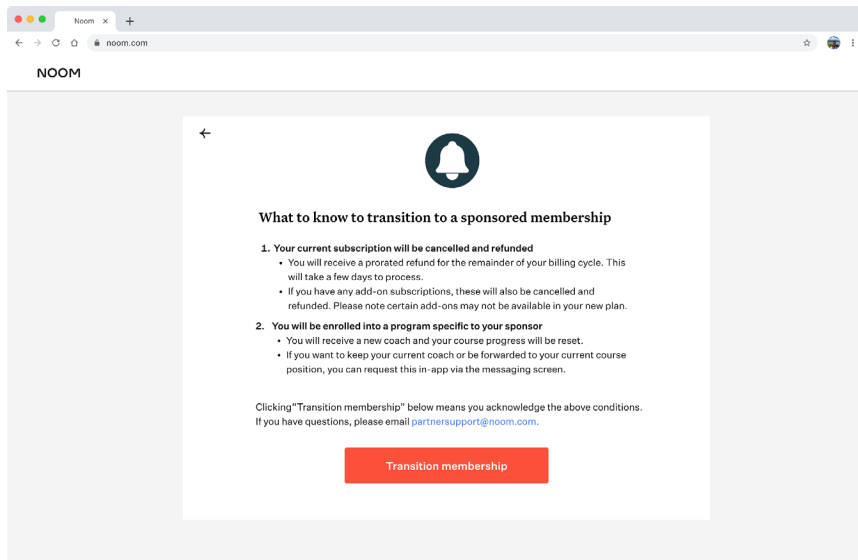 Noom
noom.com
NOOM
What to know to transition to a sponsored membership
1. Your current subscription will be cancelled and refunded
• You will receive a prorated refund for the remainder of your billing cycle. This
will take a few days to process.
• If you have any add-on subscriptions, these will also be cancelled and
refunded. Please note certain add-ons may not be available in your new plan.
2. You will be enrolled into a program specific to your sponsor
• You will receive a new coach and your course progress will be reset.
• If you want to keep your current coach or be forwarded to your current course
position, you can request this in-app via the messaging screen.
Clicking"Transition membership" below means you acknowledge the above conditions.
If you have questions, please email partnersupport@noom.com.
Transition membership